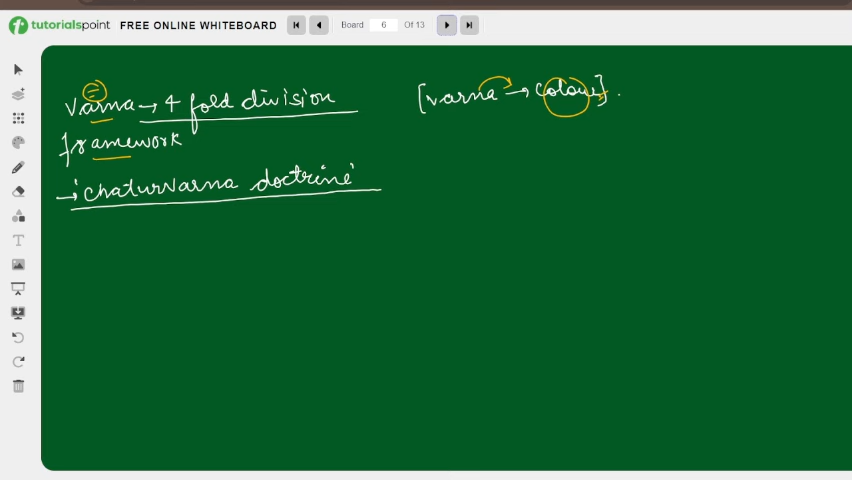 tutorialspoint FREE ONLINE WHITEBOARD Board 6 Of 13
Varna → 4 fold division
framework
→ 'chaturvarna doctrine'
[varna → colour].